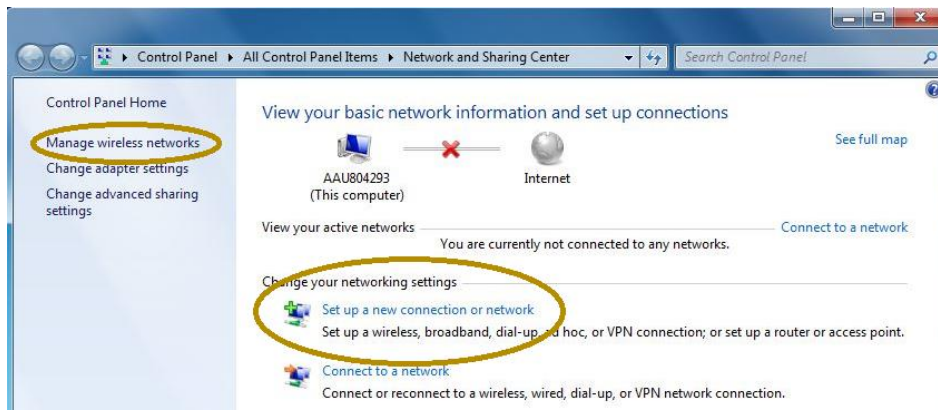 Control Panel ▸ All Control Panel Items ▸ Network and Sharing Center
Search Control Panel
Control Panel Home
Manage wireless networks
Change adapter settings
Change advanced sharing
settings
View your basic network information and set up connections
See full map
AAU804293
(This computer)
Internet
View your active networks
Connect to a network
You are currently not connected to any networks.
Change your networking settings
Set up a new connection or network
Set up a wireless, broadband, dial-up, ad hoc, or VPN connection; or set up a router or access point.
Connect to a network
Connect or reconnect to a wireless, wired, dial-up, or VPN network connection.